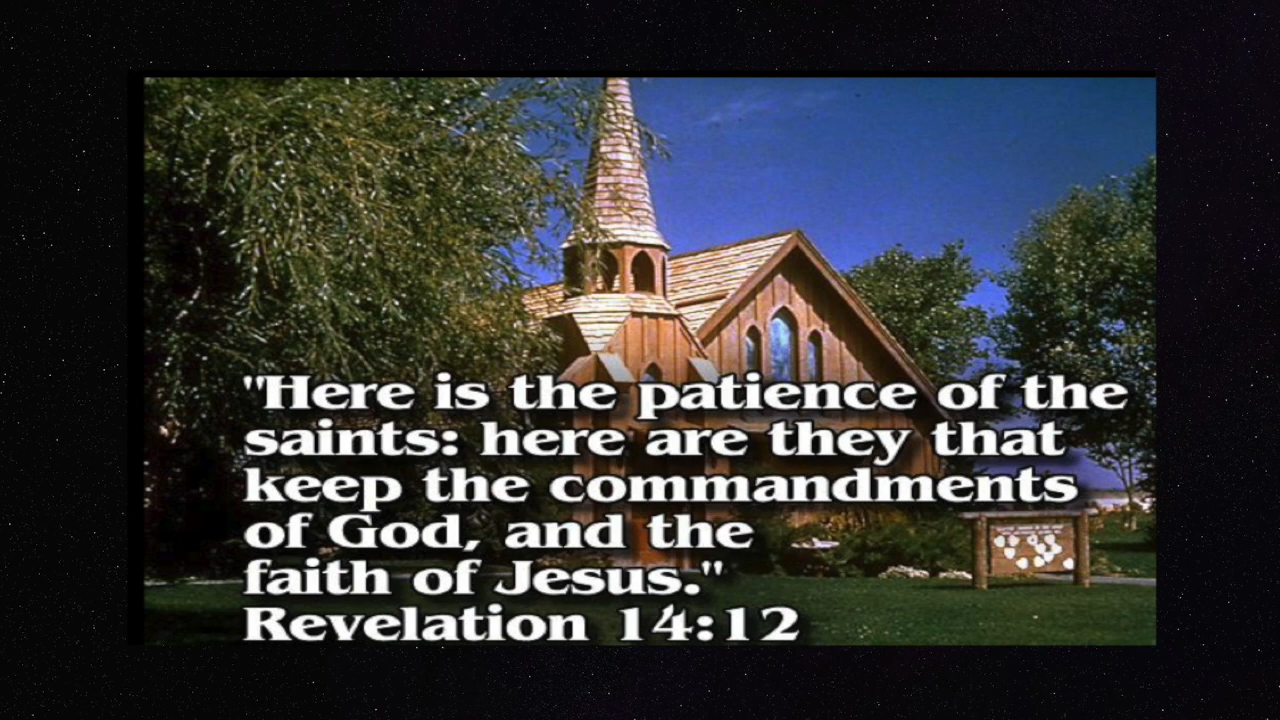 "Here is the patience of the
saints: here are they that
keep the commandments
of God, and the
faith of Jesus."
Revelation 14:12